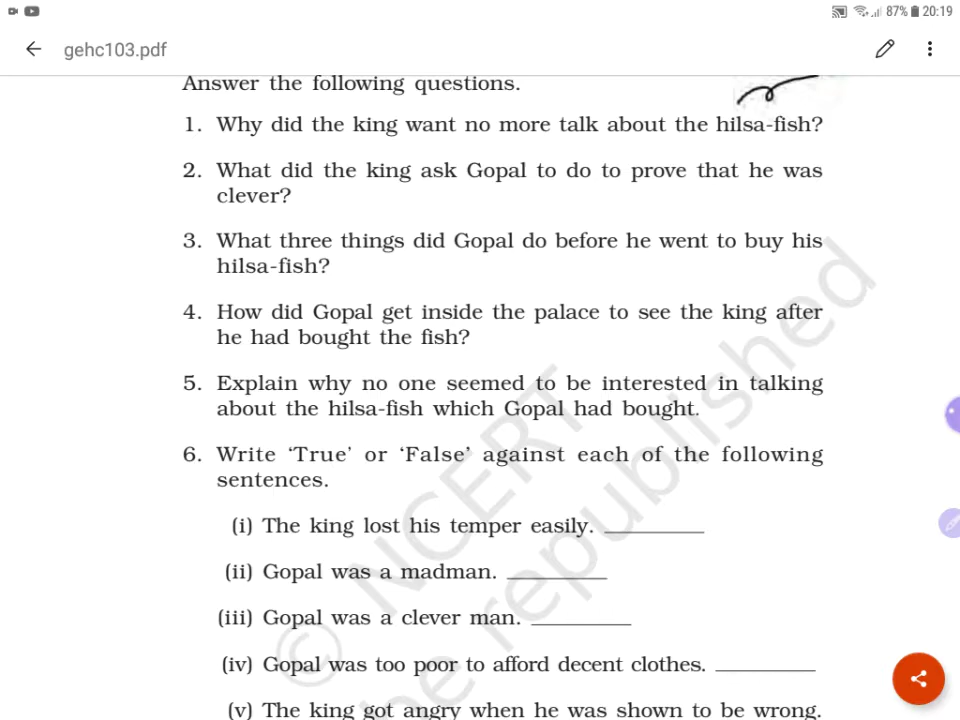 87% 20:19
gehc103.pdf
Answer the following questions.
1. Why did the king want no more talk about the hilsa-fish?
2. What did the king ask Gopal to do to prove that he was
clever?
3. What three things did Gopal do before he went to buy his
hilsa-fish?
4. How did Gopal get inside the palace to see the king after
he had bought the fish?
5. Explain why no one seemed to be interested in talking
about the hilsa-fish which Gopal had bought.
6. Write ‘True’ or ‘False’ against each of the following
sentences.
(i) The king lost his temper easily. __________
(ii) Gopal was a madman. __________
(iii) Gopal was a clever man. __________
(iv) Gopal was too poor to afford decent clothes. __________
(v) The king got angry when he was shown to be wrong.
© NCERT
be republished